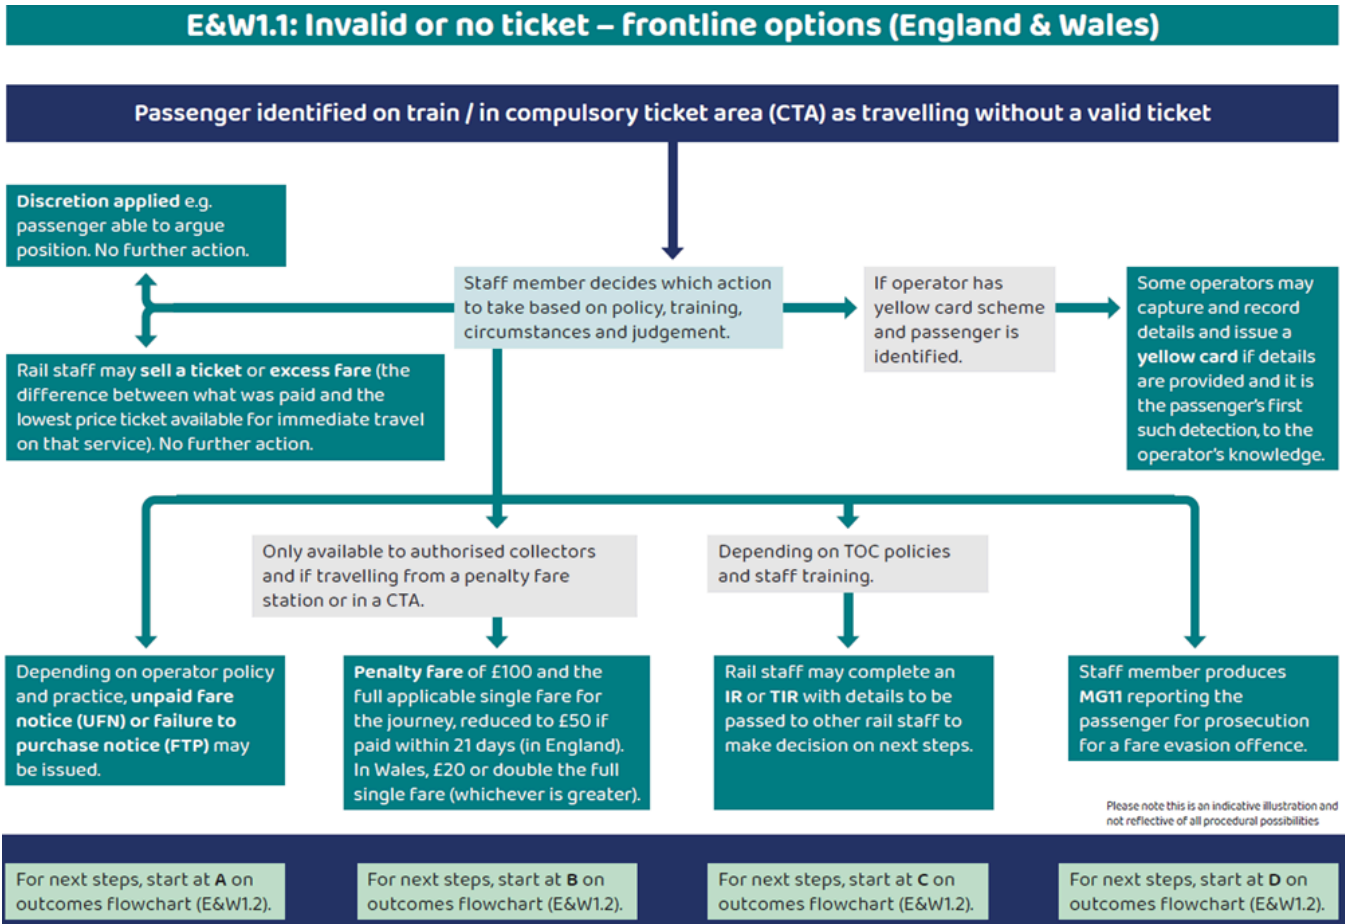 E&W1.1: Invalid or no ticket – frontline options (England & Wales)
Passenger identified on train / in compulsory ticket area (CTA) as travelling without a valid ticket
Discretion applied e.g.
passenger able to argue
position. No further action.
Staff member decides which action
to take based on policy, training,
circumstances and judgement.
If operator has
yellow card scheme
and passenger is
identified.
Some operators may
capture and record
details and issue a
yellow card if details
are provided and it is
the passenger's first
such detection, to the
operator's knowledge.
Rail staff may sell a ticket or excess fare (the
difference between what was paid and the
lowest price ticket available for immediate travel
on that service). No further action.
Only available to authorised collectors
and if travelling from a penalty fare
station or in a CTA.
Depending on TOC policies
and staff training.
Depending on operator policy
and practice, unpaid fare
notice (UFN) or failure to
purchase notice (FTP) may
be issued.
Penalty fare of £100 and the
full applicable single fare for
the journey, reduced to £50 if
paid within 21 days (in England).
In Wales, £20 or double the full
single fare (whichever is greater).
Rail staff may complete an
IR or TIR with details to be
passed to other rail staff to
make decision on next steps.
Staff member produces
MG11 reporting the
passenger for prosecution
for a fare evasion offence.
Please note this is an indicative illustration and
not reflective of all procedural possibilities
For next steps, start at A on
outcomes flowchart (E&W1.2).
For next steps, start at B on
outcomes flowchart (E&W1.2).
For next steps, start at C on
outcomes flowchart (E&W1.2).
For next steps, start at D on
outcomes flowchart (E&W1.2).